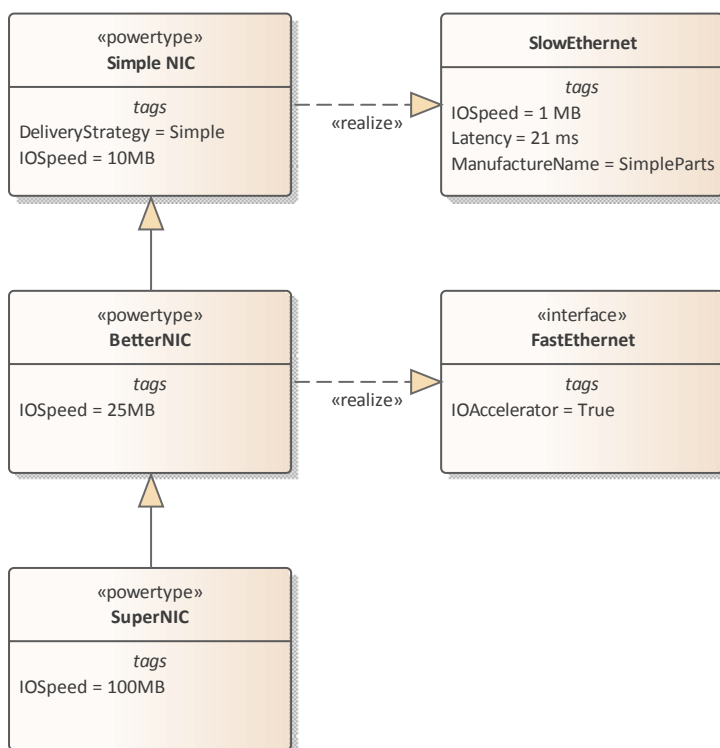 «powertype»
Simple NIC
tags
DeliveryStrategy = Simple
IOSpeed = 10MB
«realize»
SlowEthernet
tags
IOSpeed = 1 MB
Latency = 21 ms
ManufactureName = SimpleParts
«powertype»
BetterNIC
tags
IOSpeed = 25MB
«realize»
«interface»
FastEthernet
tags
IOAccelerator = True
«powertype»
SuperNIC
tags
IOSpeed = 100MB